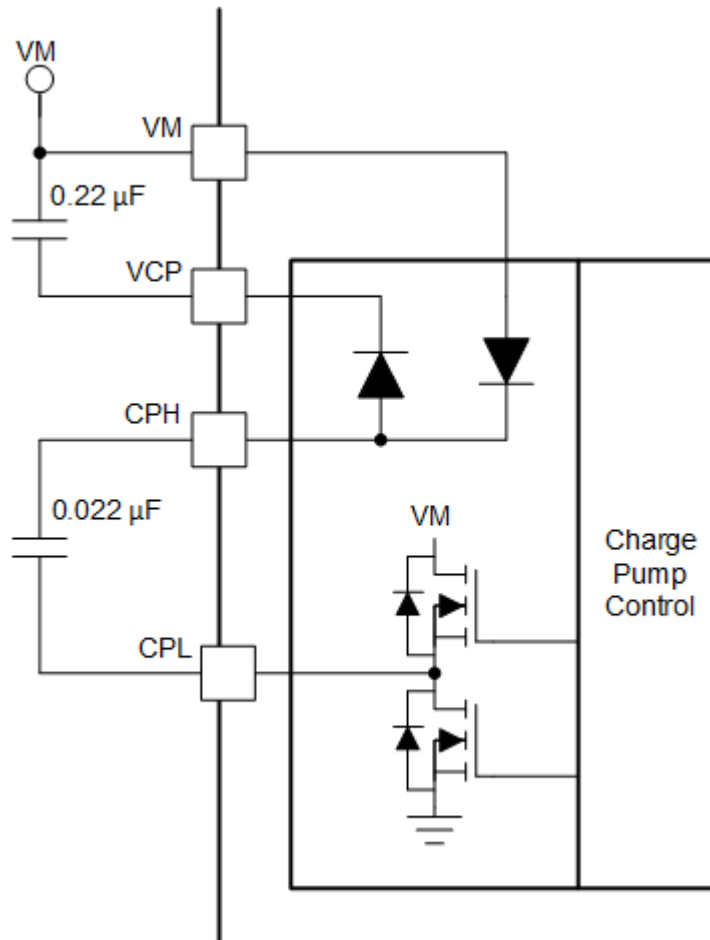 VM
VM
0.22 µF
VCP
CPH
0.022 µF
VM
Charge
Pump
Control
CPL